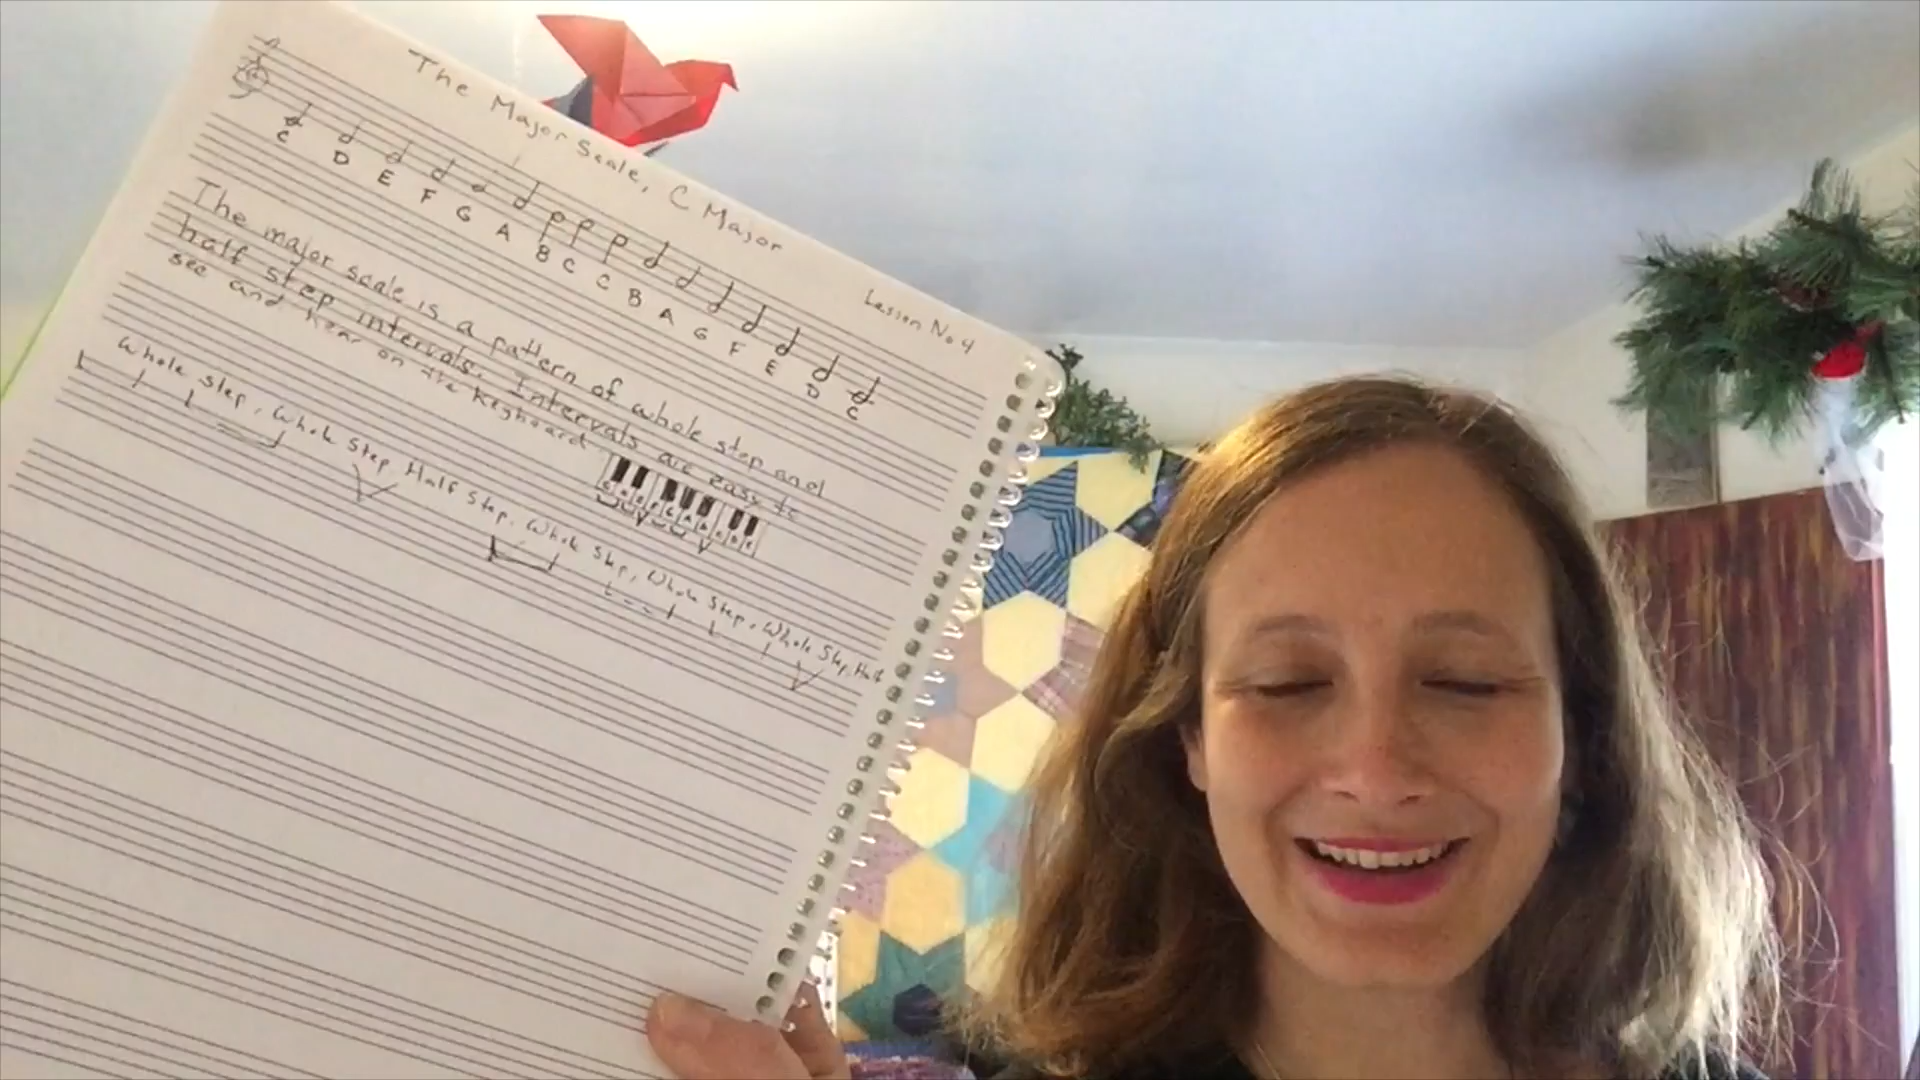 The Major Scale, C Major
Lesson No 4
C D E F G A B C C B A G F E D C
The major scale is a pattern of whole step and
half step intervals. Intervals are easy to
see and hear on the keyboard
Whole step, Whole Step Half Step, Whole Step, Whole Step, Whole Step, Half